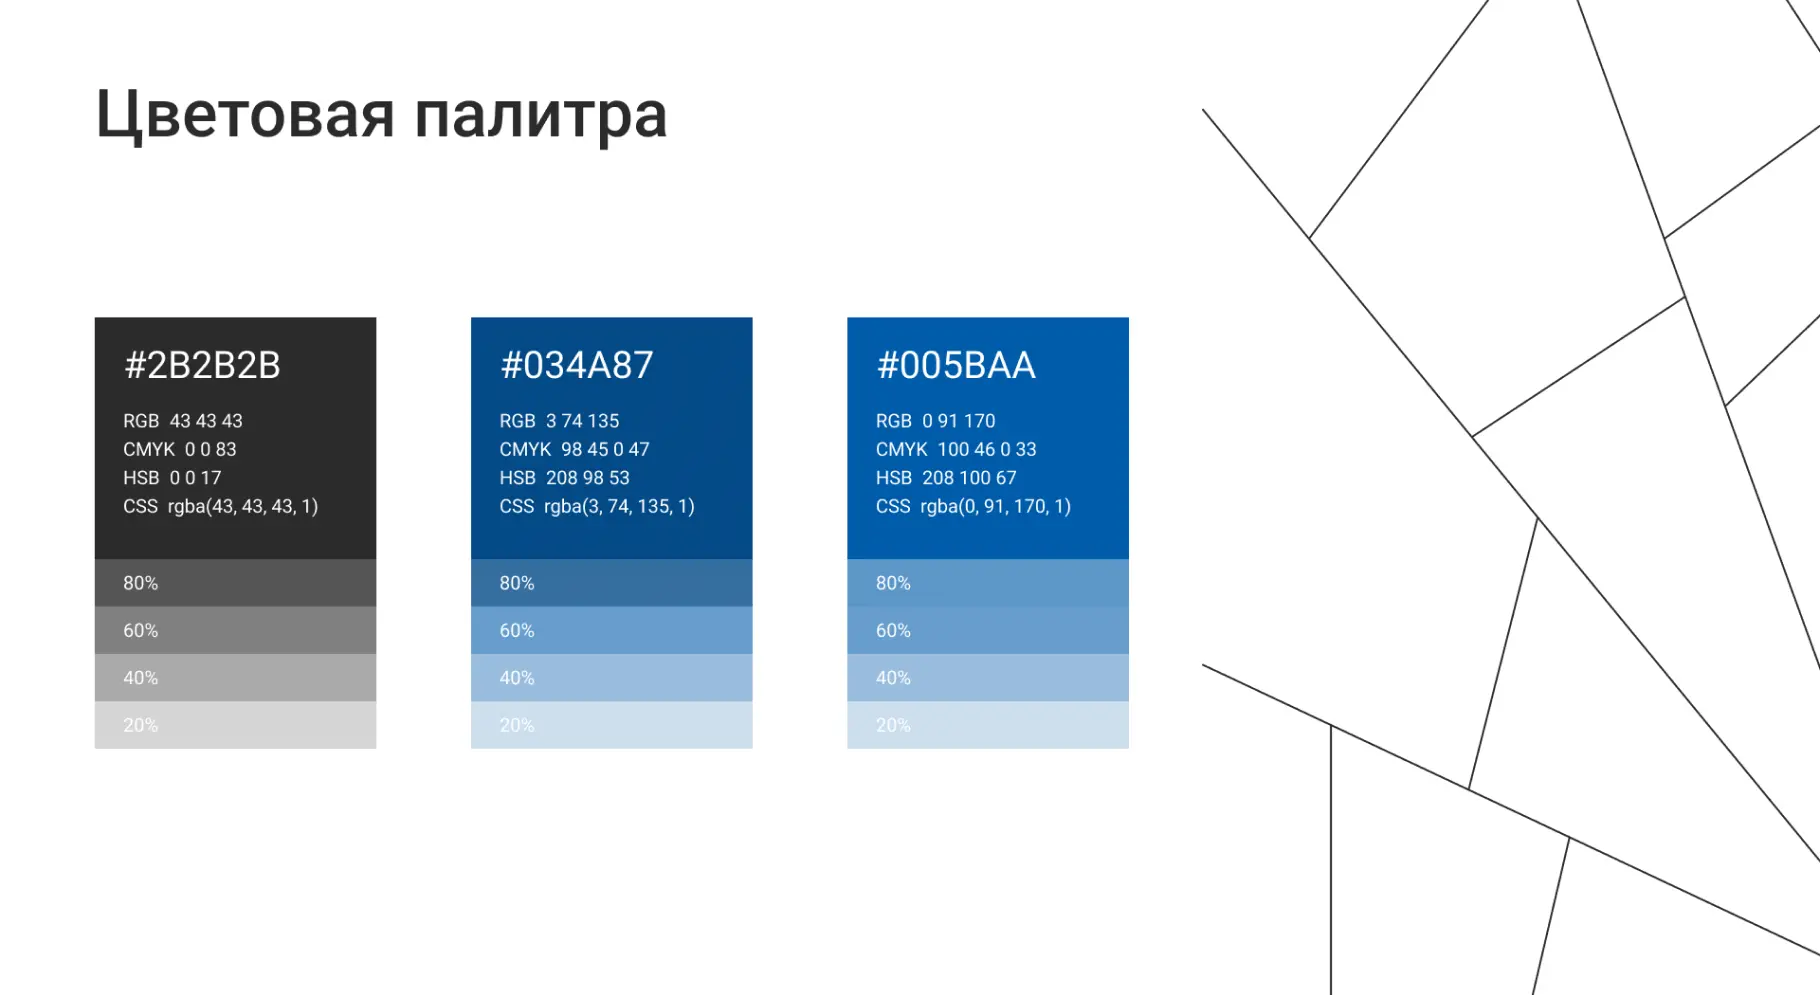 Цветовая палитра
#2B2B2B
RGB 43 43 43
CMYK 0 0 83
HSB 0 0 17
CSS rgba(43, 43, 43, 1)
80%
60%
40%
20%
#034A87
RGB 3 74 135
CMYK 98 45 0 47
HSB 208 98 53
CSS rgba(3, 74, 135, 1)
80%
60%
40%
20%
#005BAA
RGB 0 91 170
CMYK 100 46 0 33
HSB 208 100 67
CSS rgba(0, 91, 170, 1)
80%
60%
40%
20%